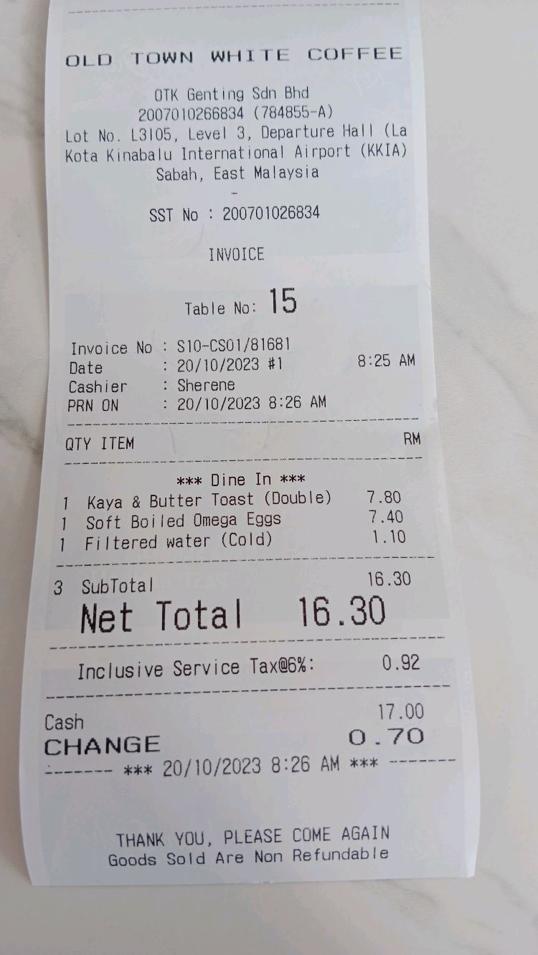 OLD TOWN WHITE COFFEE
OTK Genting Sdn Bhd
2007010266834 (784855-A)
Lot No. L3105, Level 3, Departure Hall (La
Kota Kinabalu International Airport (KKIA)
Sabah, East Malaysia
-
SST No : 200701026834
INVOICE
Table No: 15
Invoice No : S10-CS01/81681
Date : 20/10/2023 #1 8:25 AM
Cashier : Sherene
PRN ON : 20/10/2023 8:26 AM
QTY ITEM RM
*** Dine In ***
1 Kaya & Butter Toast (Double) 7.80
1 Soft Boiled Omega Eggs 7.40
1 Filtered water (Cold) 1.10
3 SubTotal 16.30
Net Total 16.30
Inclusive Service Tax@6%: 0.92
Cash 17.00
CHANGE 0.70
------- *** 20/10/2023 8:26 AM *** -------
THANK YOU, PLEASE COME AGAIN
Goods Sold Are Non Refundable